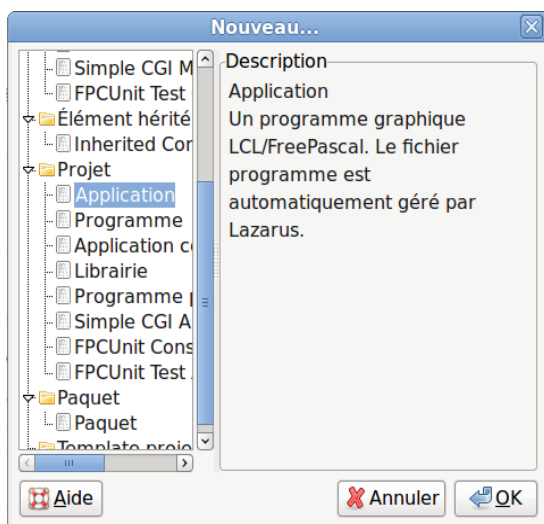 Nouveau...
Simple CGI M
FPCUnit Test
Élément hérité
Inherited Cor
Projet
Application
Programme
Application c
Librairie
Programme p
Simple CGI A
FPCUnit Cons
FPCUnit Test
Paquet
Paquet
Template proje
Description
Application
Un programme graphique
LCL/FreePascal. Le fichier
programme est
automatiquement géré par
Lazarus.
Aide
Annuler
OK